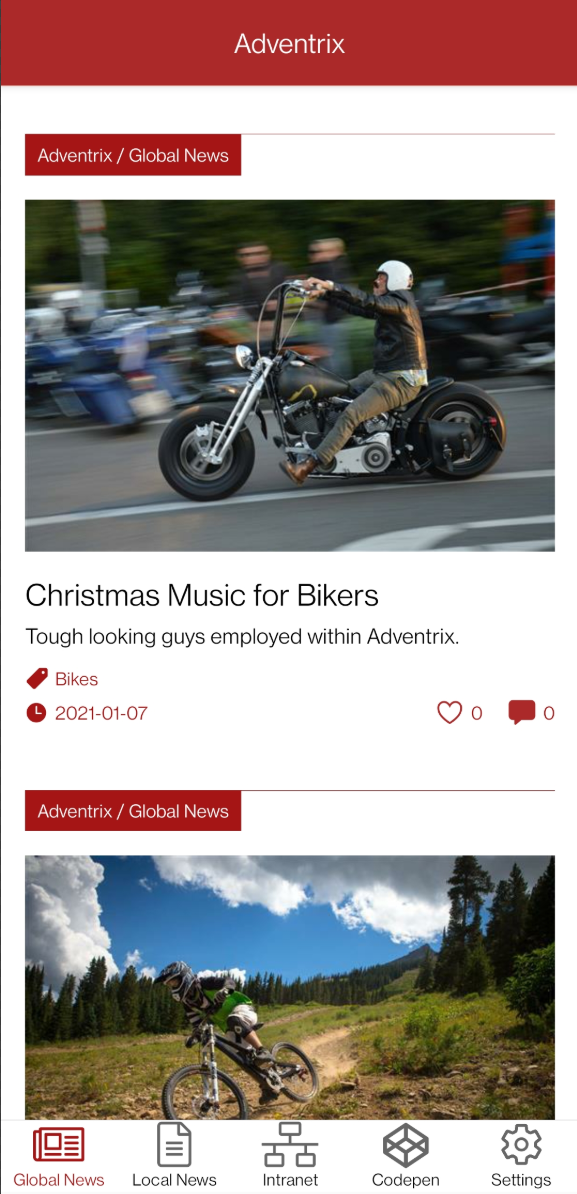 Adventrix
Adventrix / Global News
Christmas Music for Bikers
Tough looking guys employed within Adventrix.
Bikes
2021-01-07 0 0
Adventrix / Global News
Global News Local News Intranet Codepen Settings